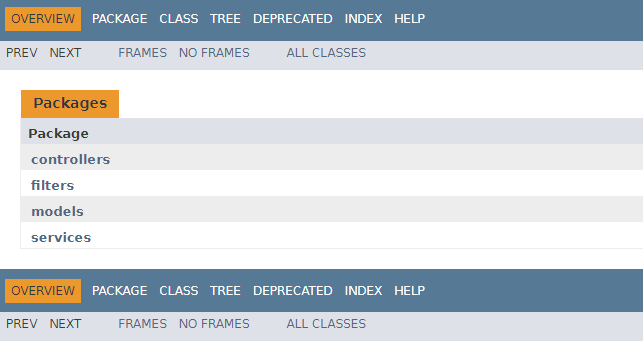 OVERVIEW PACKAGE CLASS TREE DEPRECATED INDEX HELP
PREV NEXT FRAMES NO FRAMES ALL CLASSES
Packages
Package
controllers
filters
models
services
OVERVIEW PACKAGE CLASS TREE DEPRECATED INDEX HELP
PREV NEXT FRAMES NO FRAMES ALL CLASSES